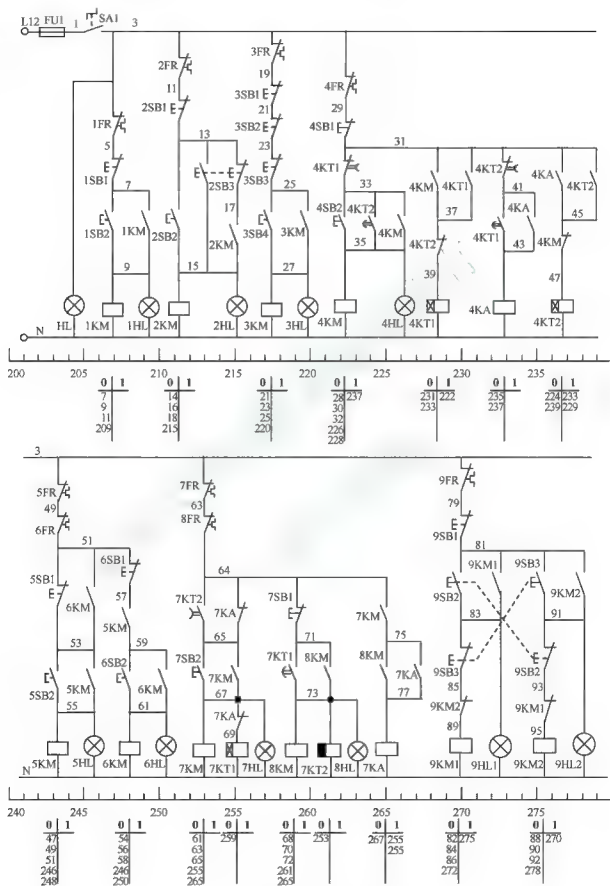 L12 FU1 1 SA1 3
3FR
2FR 19 4FR
11 3SB1 29
1FR 2SB1 21 4SB1
5 13 3SB2 31
1SB1 23 4KT1 4KM 4KT1 4KT2 4KA 4KT2
7 2SB3 3SB3 25 33 41
17 4SB2 4KT2 37 4KA 45
1SB2 1KM 2SB2 2KM 3SB4 3KM 35 4KM 4KT2 4KT1 43 4KM
9 15 27 39 47
N HL 1KM 1HL 2KM 2HL 3KM 3HL 4KM 4HL 4KT1 4KA 4KT2
200 205 210 215 220 225 230 235
0 1 0 1 0 1 0 1 0 1 0 1 0 1
7 14 21 28 237 231 222 235 224 233
9 16 23 30 233 237 239 229
11 18 25 32
209 215 220 226
228
3
5FR 7FR 9FR
49 63 79
6FR 8FR 9SB1
51 6SB1 64 81
5SB1 57 7KT2 7KA 7SB1 7KM 9SB2 9KM1 9SB3 9KM2
6KM 5KM 65 71 75 83 91
53 59 7SB2 7KM 7KT1 8KM 8KM 7KA 9SB3 9SB2
5SB2 5KM 6SB2 6KM 67 73 77 85 93
55 61 7KA 9KM2 9KM1
69 89 95
N 5KM 5HL 6KM 6HL 7KM 7KT1 7HL 8KM 7KT2 8HL 7KA 9KM1 9HL1 9KM2 9HL2
240 245 250 255 260 265 270 275
0 1 0 1 0 1 0 1 0 1 0 1 0 1 0 1 0 1
47 54 61 259 68 253 267 255 82 275 88 270
49 56 63 70 255 84 90
51 58 65 72 86 92
246 246 255 261 272 278
248 250 265 265